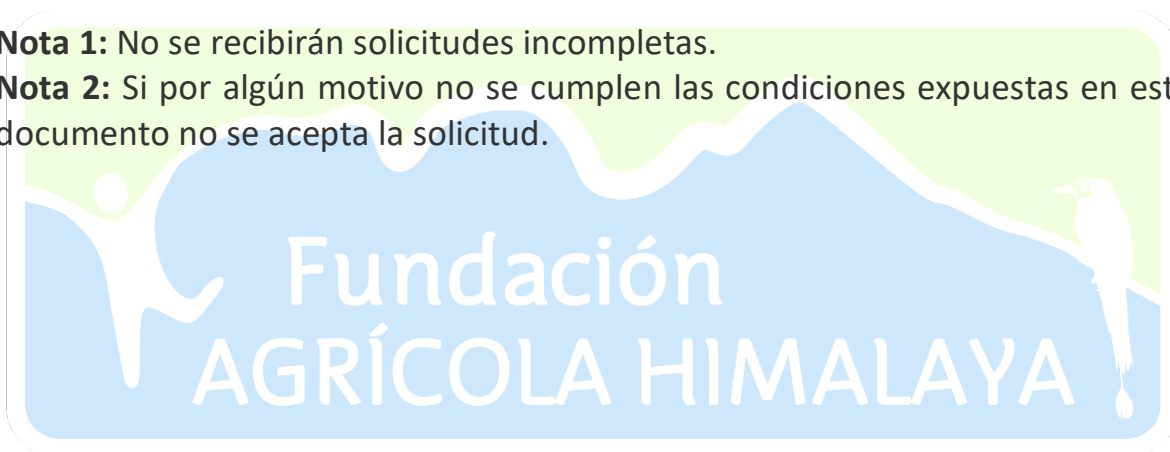 Nota 1: No se recibirán solicitudes incompletas.
Nota 2: Si por algún motivo no se cumplen las condiciones expuestas en est
documento no se acepta la solicitud.
Fundación
AGRÍCOLA HIMALAYA